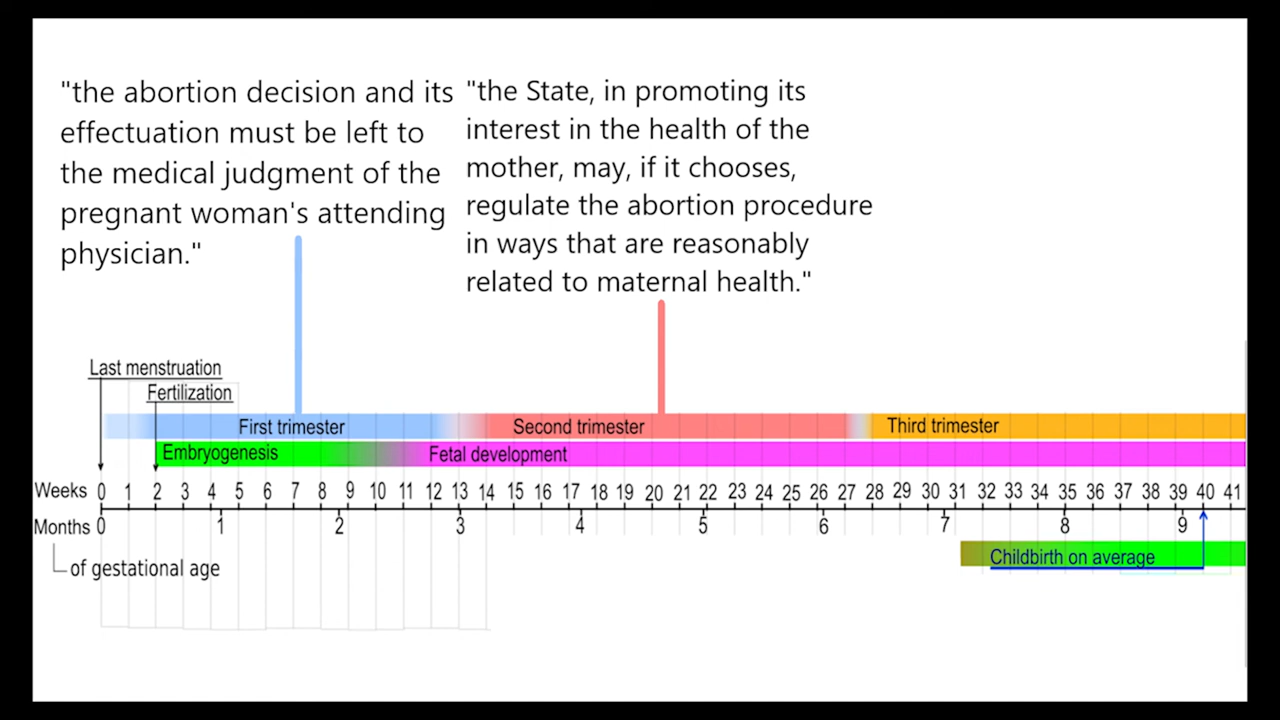 "the abortion decision and its
effectuation must be left to
the medical judgment of the
pregnant woman's attending
physician."
"the State, in promoting its
interest in the health of the
mother, may, if it chooses,
regulate the abortion procedure
in ways that are reasonably
related to maternal health."
Last menstruation
Fertilization
First trimester Second trimester Third trimester
Embryogenesis Fetal development
Weeks 0 1 2 3 4 5 6 7 8 9 10 11 12 13 14 15 16 17 18 19 20 21 22 23 24 25 26 27 28 29 30 31 32 33 34 35 36 37 38 39 40 41
Months 0 1 2 3 4 5 6 7 8 9
Childbirth on average
of gestational age